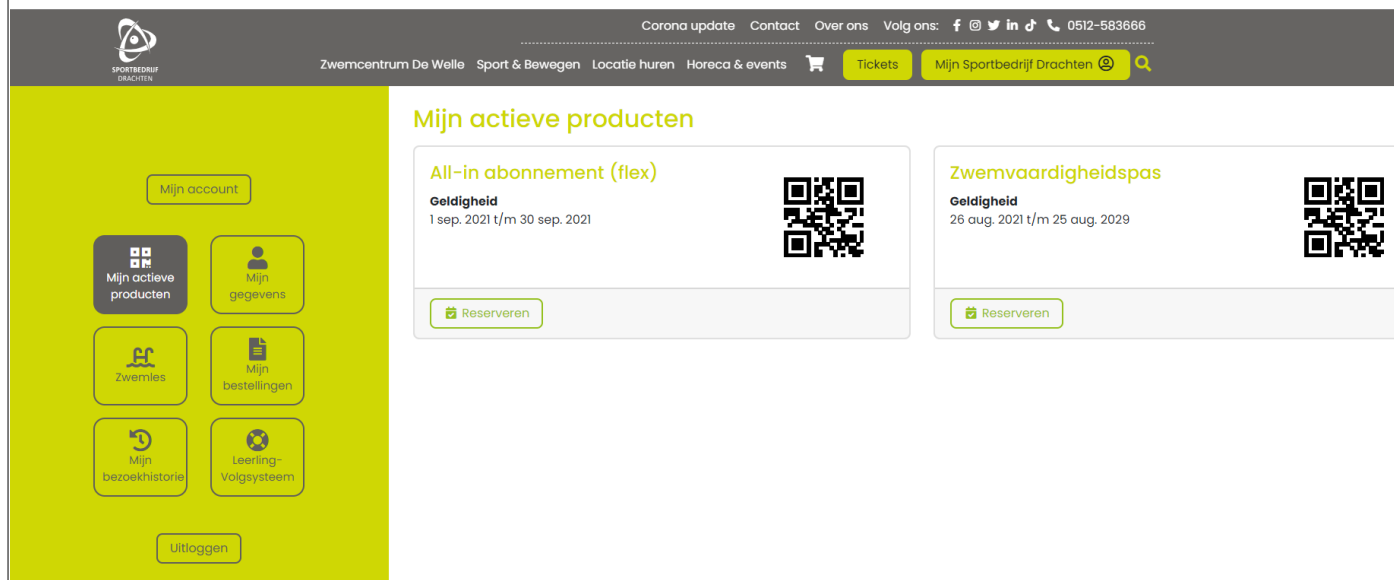 SPORTBEDRIJF
DRACHTEN
Corona update Contact Over ons Volg ons: 0512-583666
Zwemcentrum De Welle Sport & Bewegen Locatie huren Horeca & events Tickets Mijn Sportbedrijf Drachten
Mijn account
Mijn actieve
producten
Mijn
gegevens
Zwemles
Mijn
bestellingen
Mijn
bezoekhistorie
Leerling-
Volgsysteem
Uitloggen
Mijn actieve producten
All-in abonnement (flex)
Geldigheid
1 sep. 2021 t/m 30 sep. 2021
Reserveren
Zwemvaardigheidspas
Geldigheid
26 aug. 2021 t/m 25 aug. 2029
Reserveren